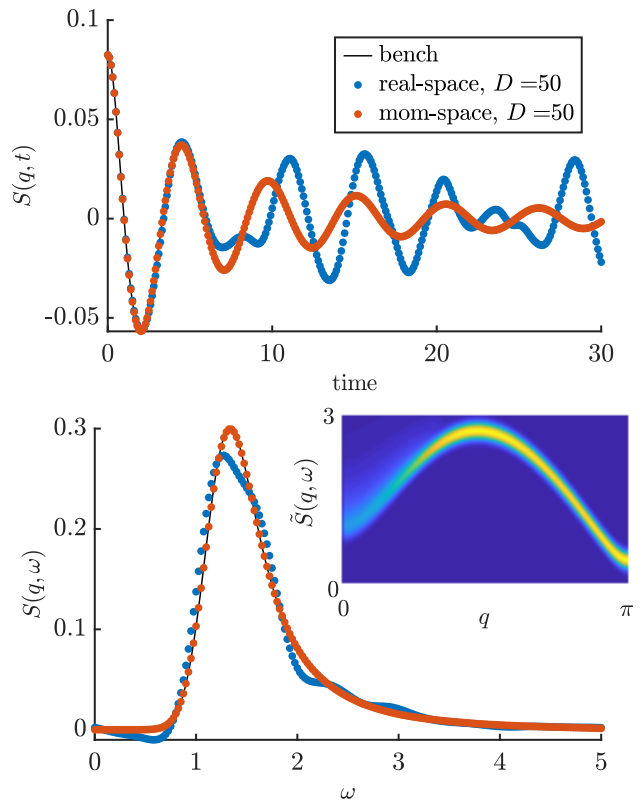 0.1
bench
real-space, D =50
mom-space, D =50
0.05
S(q, t)
0
-0.05
0 10 20 30
time
0.3
3
S̃(q, ω)
0
0 q π
0.2
S(q, ω)
0.1
0
0 1 2 3 4 5
ω